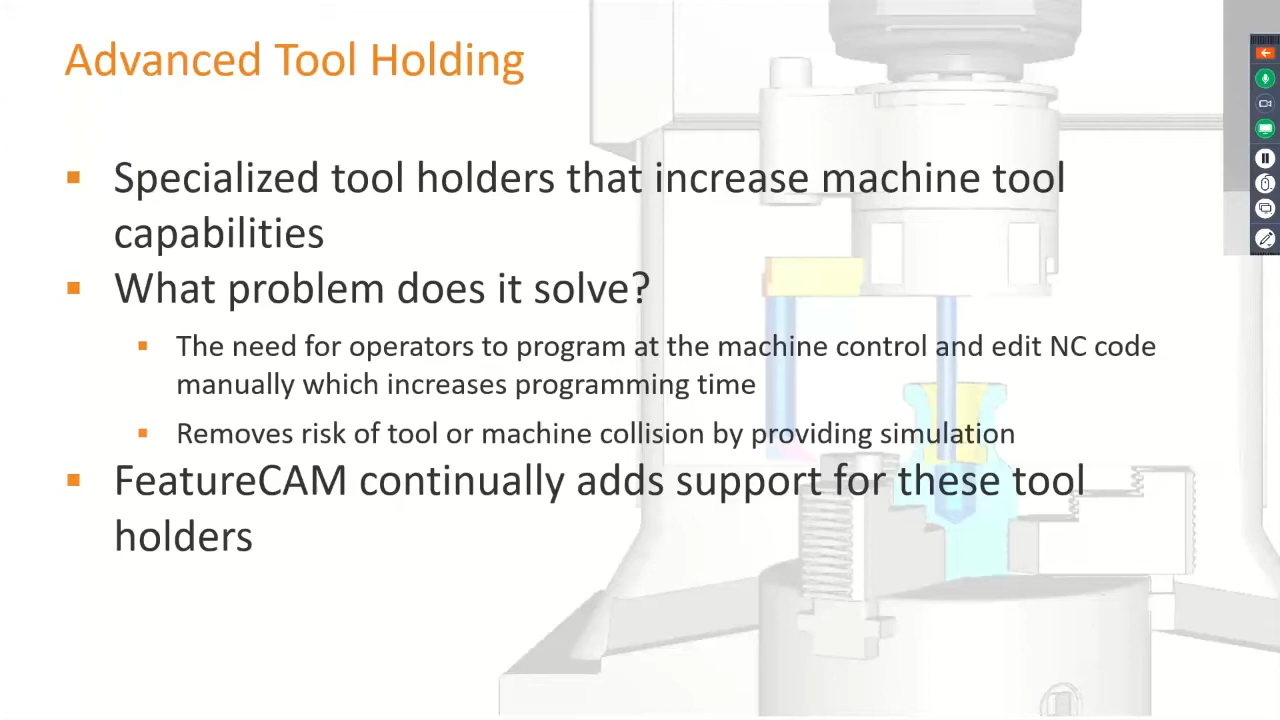 Advanced Tool Holding
Specialized tool holders that increase machine tool
capabilities
What problem does it solve?
The need for operators to program at the machine control and edit NC code
manually which increases programming time
Removes risk of tool or machine collision by providing simulation
FeatureCAM continually adds support for these tool
holders